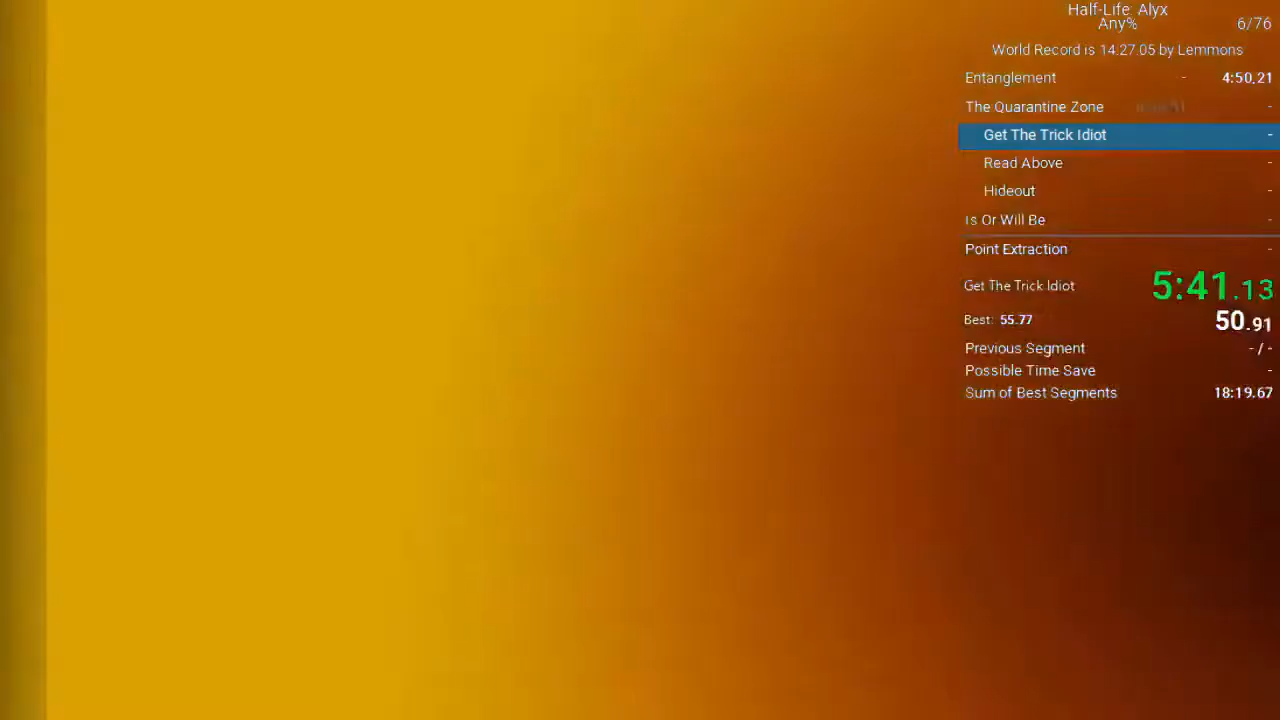 Half-Life: Alyx
Any% 6/76
World Record is 14:27.05 by Lemmons
Entanglement - 4:50.21
The Quarantine Zone -
Get The Trick Idiot -
Read Above -
Hideout -
Is Or Will Be -
Point Extraction -
Get The Trick Idiot 5:41.13
Best: 55.77 50.91
Previous Segment - / -
Possible Time Save -
Sum of Best Segments 18:19.67